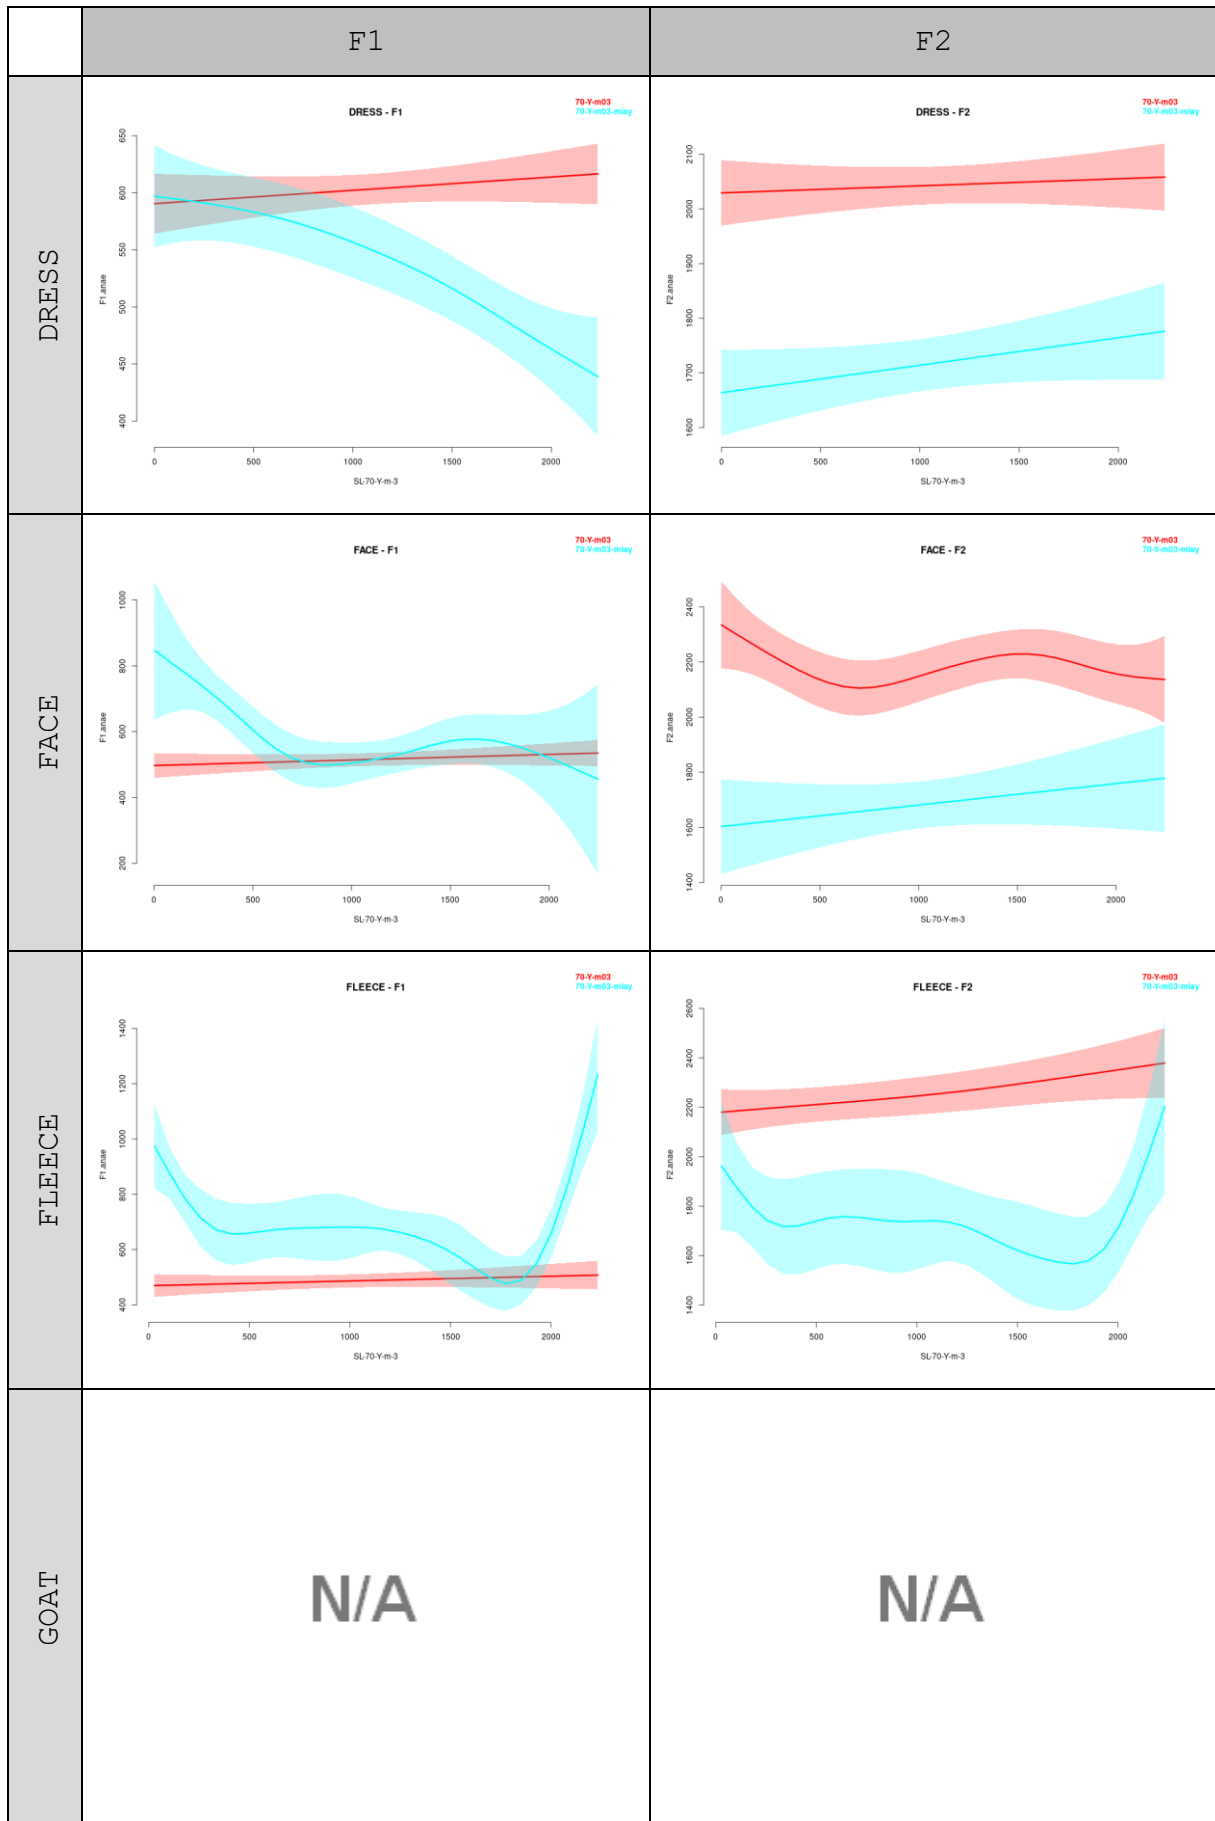 F1
F2
DRESS
DRESS - F1
70-Y-m03
70-Y-m03-mlay
F1.anae
400
450
500
550
600
650
0 500 1000 1500 2000
SL-70-Y-m-3
DRESS - F2
70-Y-m03
70-Y-m03-mlay
F2.anae
1600
1700
1800
1900
2000
2100
0 500 1000 1500 2000
SL-70-Y-m-3
FACE
FACE - F1
70-Y-m03
70-Y-m03-mlay
F1.anae
200
400
600
800
1000
0 500 1000 1500 2000
SL-70-Y-m-3
FACE - F2
70-Y-m03
70-Y-m03-mlay
F2.anae
1400
1600
1800
2000
2200
2400
0 500 1000 1500 2000
SL-70-Y-m-3
FLEECE
FLEECE - F1
70-Y-m03
70-Y-m03-mlay
F1.anae
400
600
800
1000
1200
1400
0 500 1000 1500 2000
SL-70-Y-m-3
FLEECE - F2
70-Y-m03
70-Y-m03-mlay
F2.anae
1400
1600
1800
2000
2200
2400
2600
0 500 1000 1500 2000
SL-70-Y-m-3
GOAT
N/A
N/A